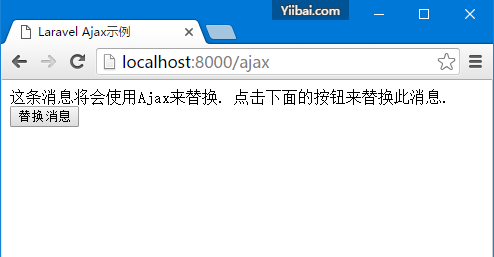 Yiibai.com
Laravel Ajax示例
localhost:8000/ajax
这条消息将会使用Ajax来替换. 点击下面的按钮来替换此消息.
替换消息